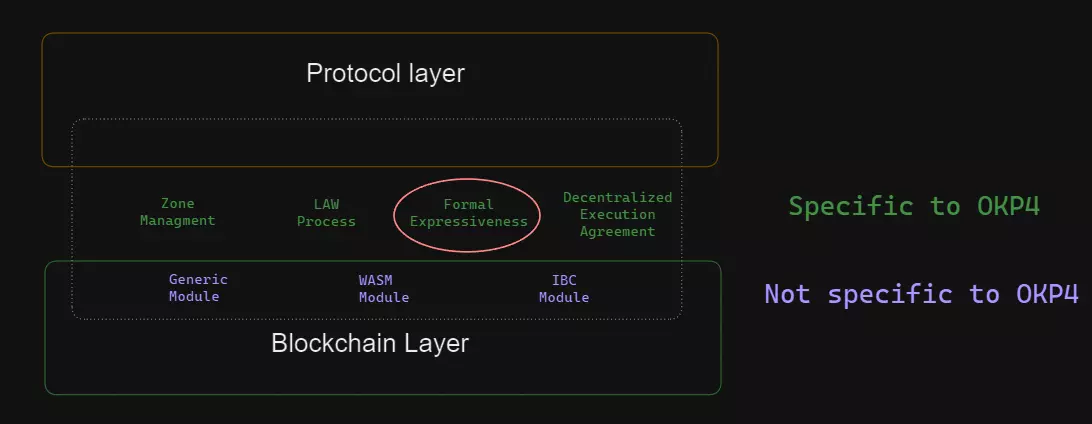 Protocol layer
Zone
Managment
LAW
Process
Formal
Expressiveness
Decentralized
Execution
Agreement
Specific to OKP4
Generic
Module
WASM
Module
IBC
Module
Not specific to OKP4
Blockchain Layer